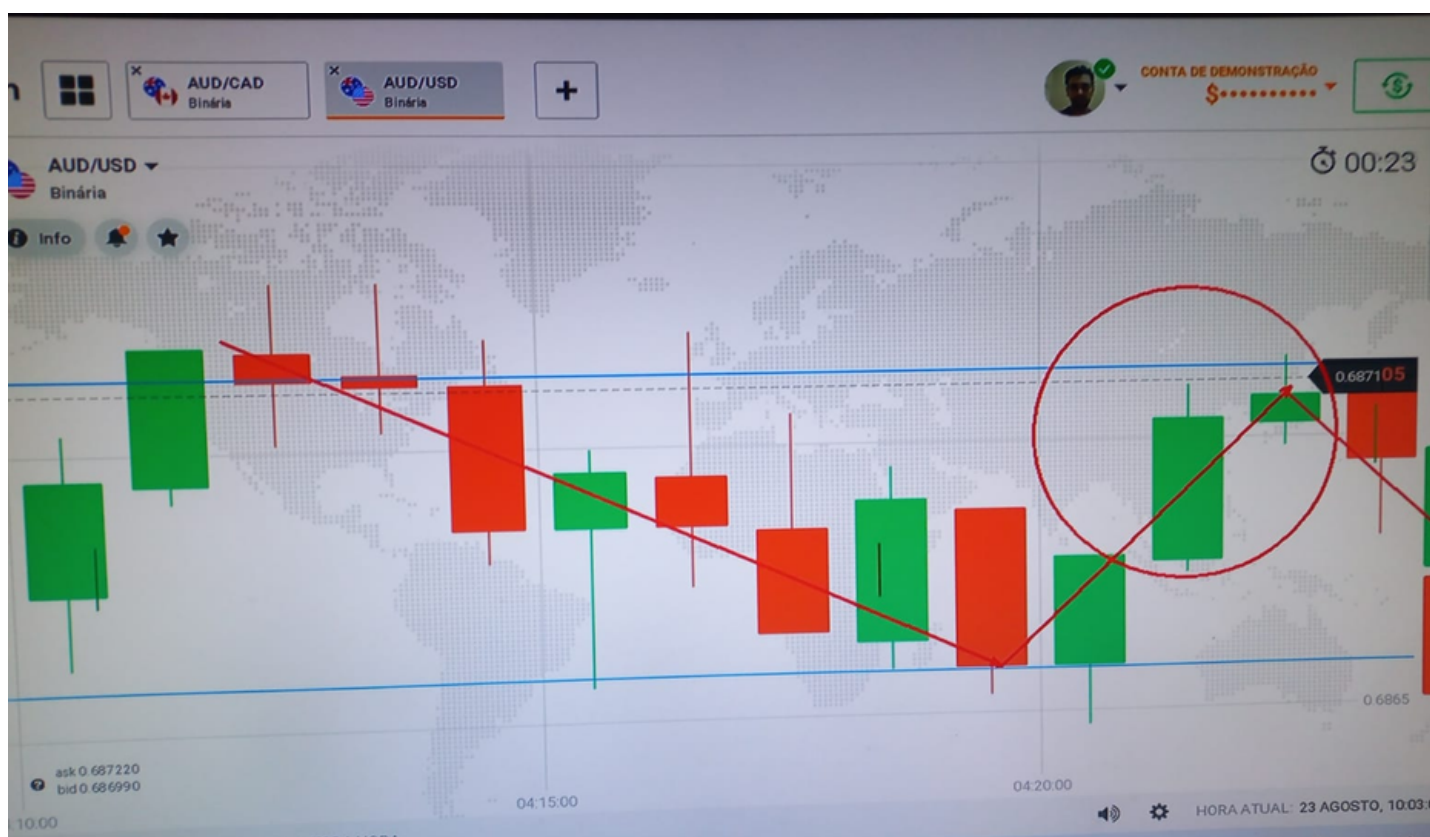 AUD/CAD
Binária
AUD/USD
Binária
+
CONTA DE DEMONSTRAÇÃO
$••••••••••
AUD/USD
Binária
00:23
Info
0.687105
0.6865
ask 0.687220
bid 0.686990
:10:00
04:15:00
04:20:00
HORA ATUAL: 23 AGOSTO, 10:03: